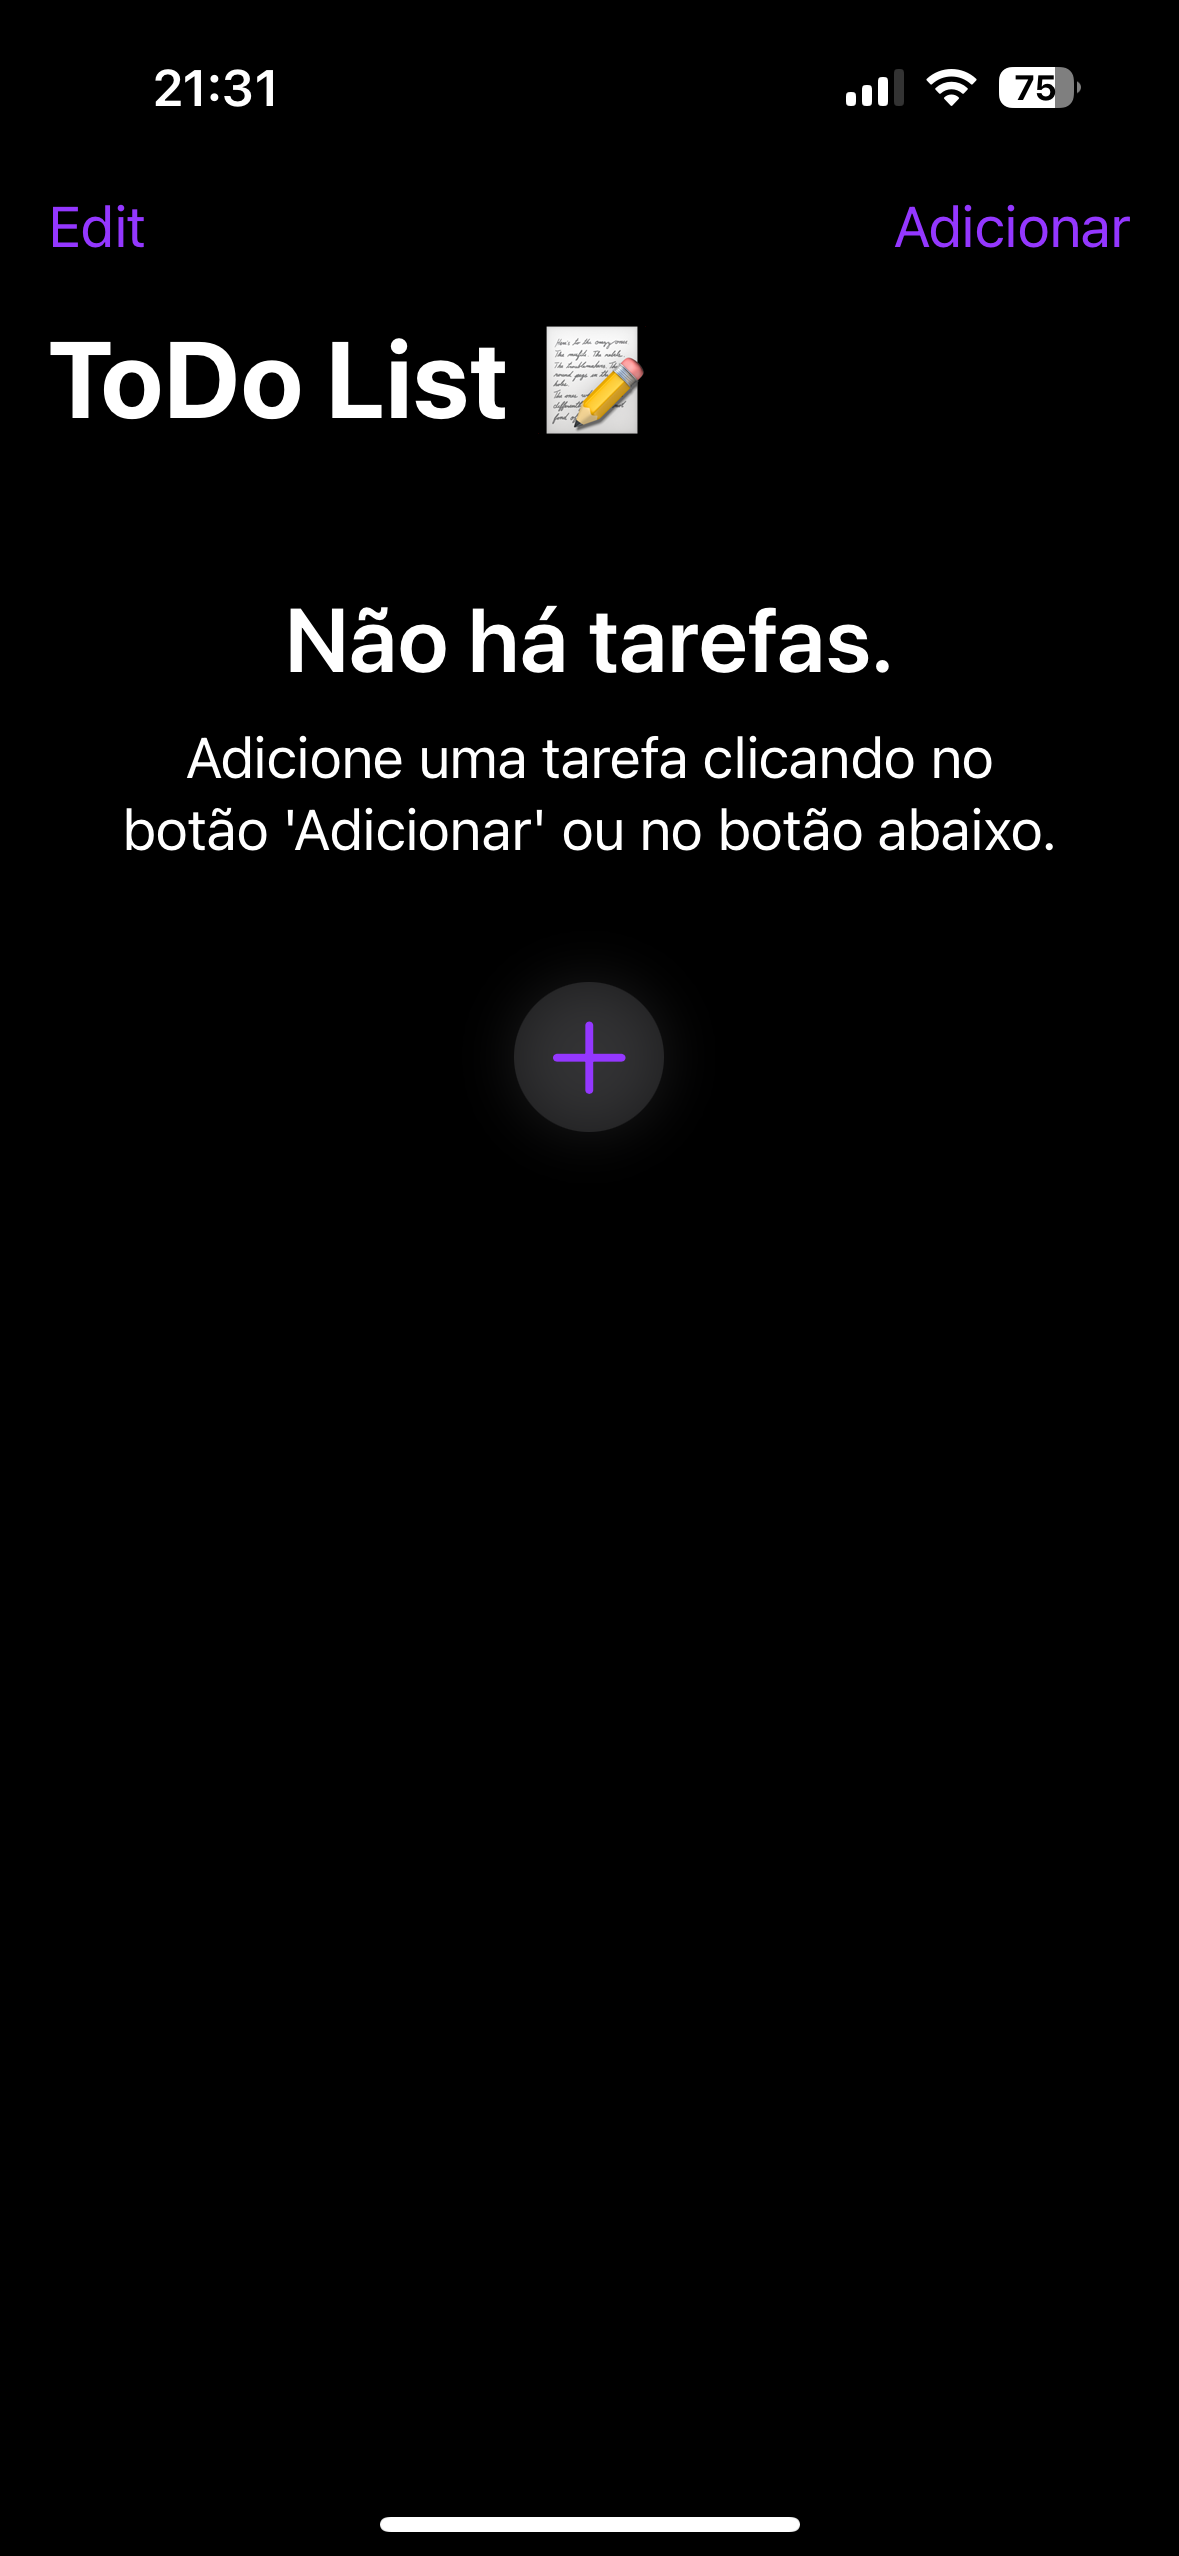 21:31
75
Edit
Adicionar
ToDo List 📝
Não há tarefas.
Adicione uma tarefa clicando no
botão 'Adicionar' ou no botão abaixo.